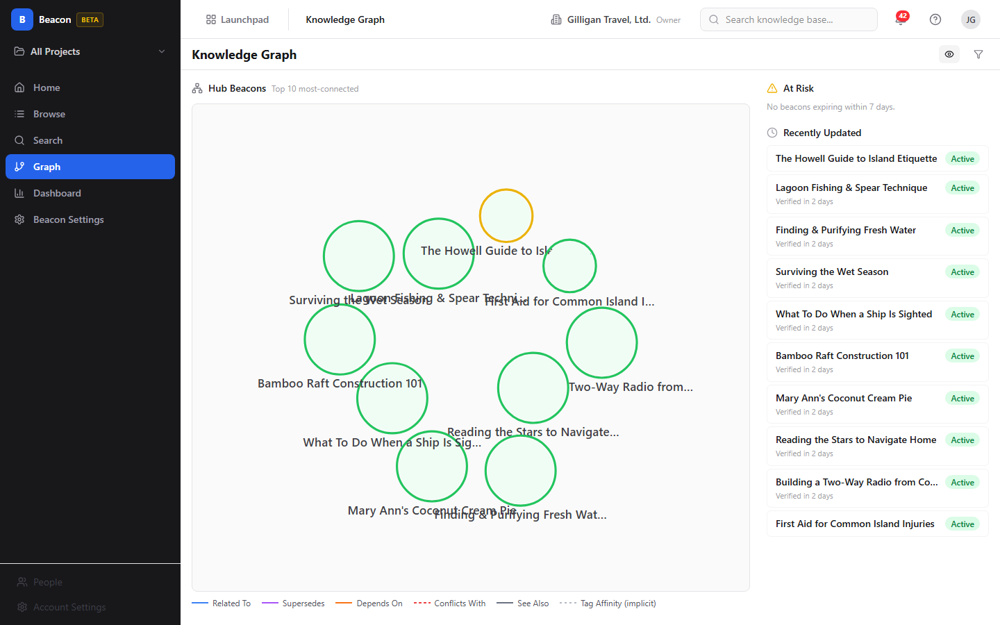 B Beacon BETA
All Projects
Home
Browse
Search
Graph
Dashboard
Beacon Settings
People
Account Settings
Launchpad
Knowledge Graph
Gilligan Travel, Ltd. Owner
Search knowledge base...
42
JG
Knowledge Graph
Hub Beacons Top 10 most-connected
The Howell Guide to Isl
Surviving the Wet Season
Lagoon Fishing & Spear Techni...
First Aid for Common Island I...
Bamboo Raft Construction 101
Two-Way Radio from...
Reading the Stars to Navigate...
What To Do When a Ship Is Sig...
Mary Ann's Coconut Cream Pie
Finding & Purifying Fresh Wat...
Related To
Supersedes
Depends On
Conflicts With
See Also
Tag Affinity (implicit)
At Risk
No beacons expiring within 7 days.
Recently Updated
The Howell Guide to Island Etiquette Active
Lagoon Fishing & Spear Technique Active
Verified in 2 days
Finding & Purifying Fresh Water Active
Verified in 2 days
Surviving the Wet Season Active
Verified in 2 days
What To Do When a Ship Is Sighted Active
Verified in 2 days
Bamboo Raft Construction 101 Active
Verified in 2 days
Mary Ann's Coconut Cream Pie Active
Verified in 2 days
Reading the Stars to Navigate Home Active
Verified in 2 days
Building a Two-Way Radio from Co... Active
Verified in 2 days
First Aid for Common Island Injuries Active